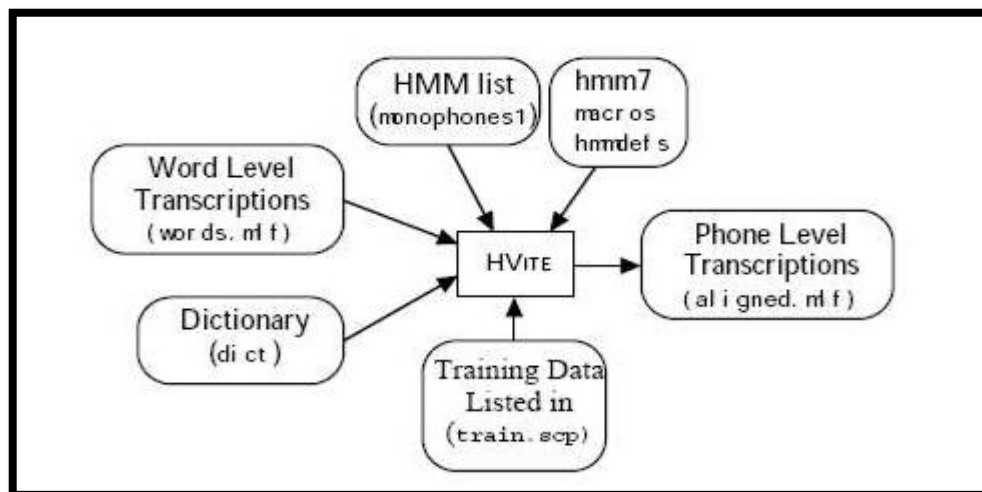 HMM list
(monophones1)
hmm7
macros
hmmdefs
Word Level
Transcriptions
(words.mlf)
HVITE
Phone Level
Transcriptions
(aligned.mlf)
Dictionary
(dict)
Training Data
Listed in
(train.scp)